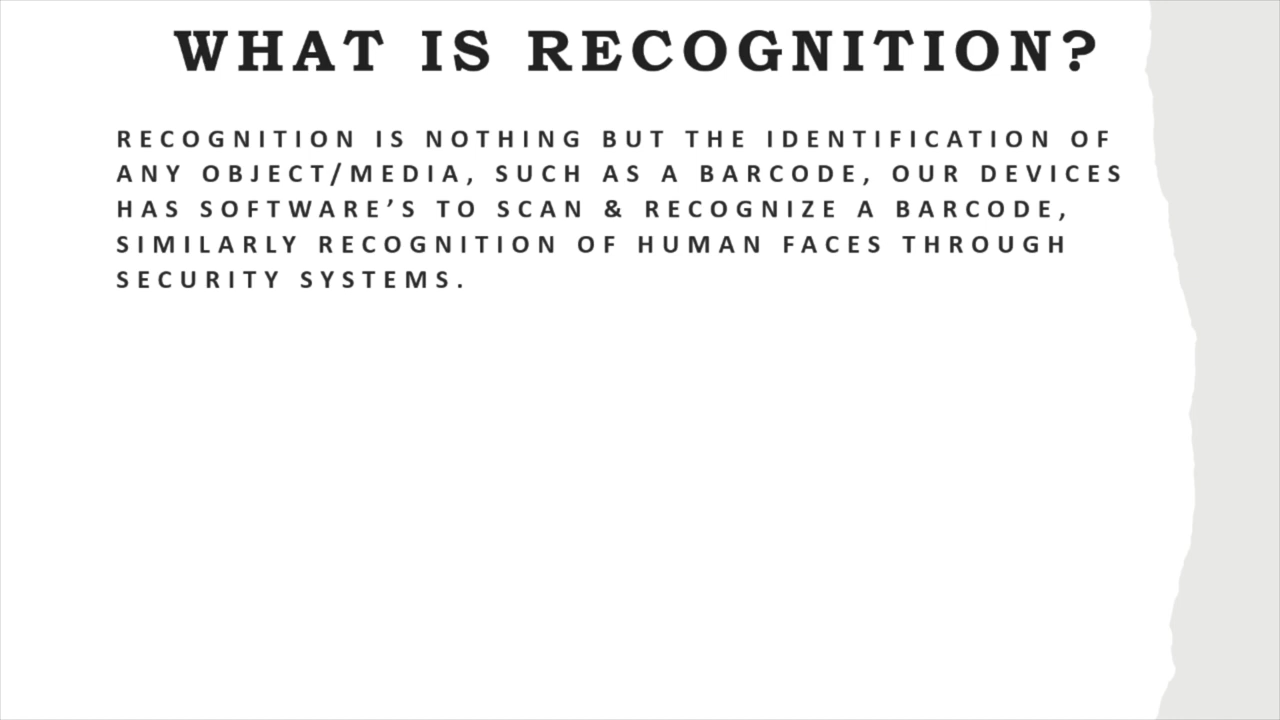 WHAT IS RECOGNITION?
RECOGNITION IS NOTHING BUT THE IDENTIFICATION OF
ANY OBJECT/MEDIA, SUCH AS A BARCODE, OUR DEVICES
HAS SOFTWARE’S TO SCAN & RECOGNIZE A BARCODE,
SIMILARLY RECOGNITION OF HUMAN FACES THROUGH
SECURITY SYSTEMS.